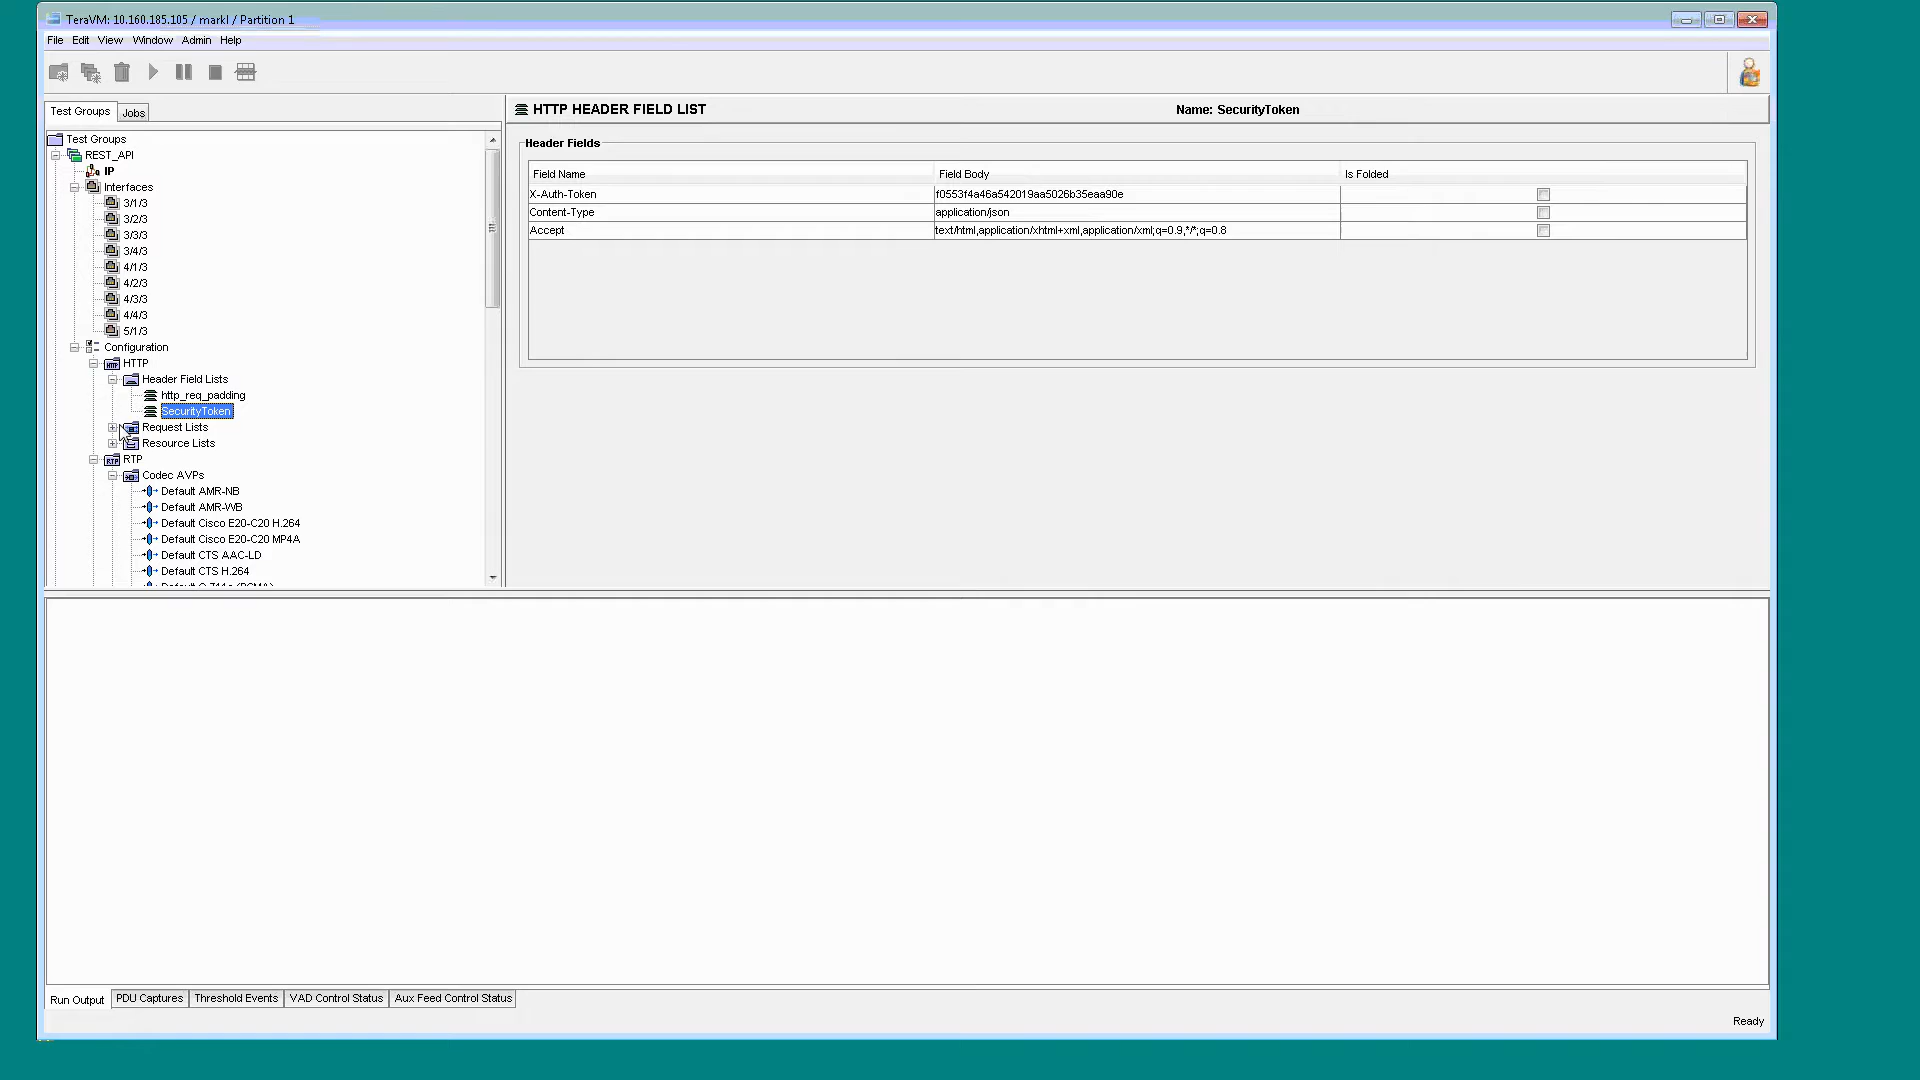 TeraVM: 10.160.185.105 / markl / Partition 1
File Edit View Window Admin Help
Test Groups Jobs
HTTP HEADER FIELD LIST Name: SecurityToken
Test Groups
REST_API
IP
Interfaces
3/1/3
3/2/3
3/3/3
3/4/3
4/1/3
4/2/3
4/3/3
4/4/3
5/1/3
Configuration
HTTP
Header Field Lists
http_req_padding
SecurityToken
Request Lists
Resource Lists
RTP
Codec AVPs
Default AMR-NB
Default AMR-WB
Default Cisco E20-C20 H.264
Default Cisco E20-C20 MP4A
Default CTS AAC-LD
Default CTS H.264
Header Fields
Field Name Field Body Is Folded
X-Auth-Token f0553f4a46a542019aa5026b35eaa90e
Content-Type application/json
Accept text/html,application/xhtml+xml,application/xml;q=0.9,*/*;q=0.8
Run Output PDU Captures Threshold Events VAD Control Status Aux Feed Control Status
Ready